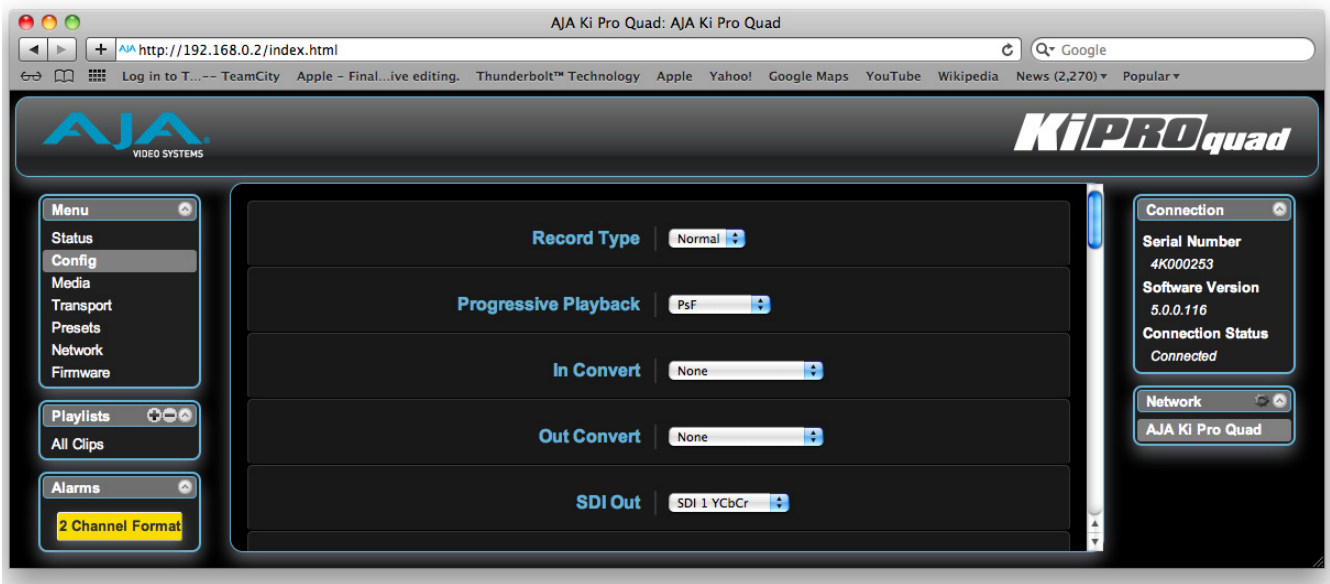 AJA Ki Pro Quad: AJA Ki Pro Quad
AJA http://192.168.0.2/index.html
Google
Log in to T...-- TeamCity Apple – Final...ive editing. Thunderbolt™ Technology Apple Yahoo! Google Maps YouTube Wikipedia News (2,270) Popular
AJA
VIDEO SYSTEMS
Ki PRO quad
Menu
Status
Config
Media
Transport
Presets
Network
Firmware
Playlists
All Clips
Alarms
2 Channel Format
Record Type Normal
Progressive Playback PsF
In Convert None
Out Convert None
SDI Out SDI 1 YCbCr
Connection
Serial Number
4K000253
Software Version
5.0.0.116
Connection Status
Connected
Network
AJA Ki Pro Quad